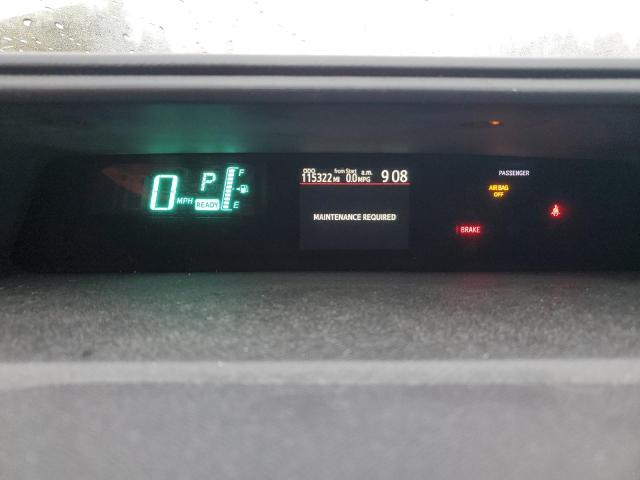 0 MPH P READY F E
ODO from Start a.m.
115322 MI 0.0 MPG 9 08
MAINTENANCE REQUIRED
PASSENGER
AIR BAG
OFF
BRAKE